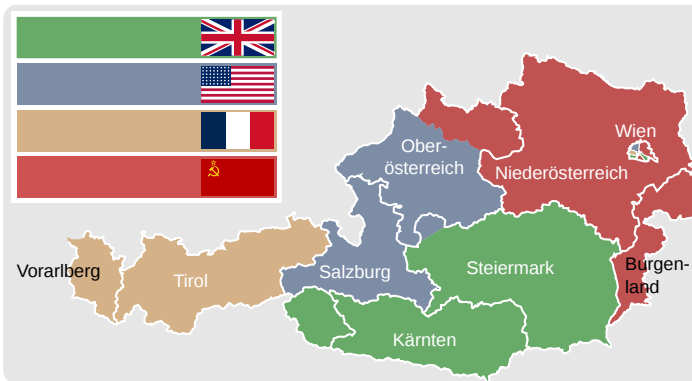 Wien
Ober-
österreich
Niederösterreich
Vorarlberg
Tirol
Salzburg
Steiermark
Burgen-
land
Kärnten